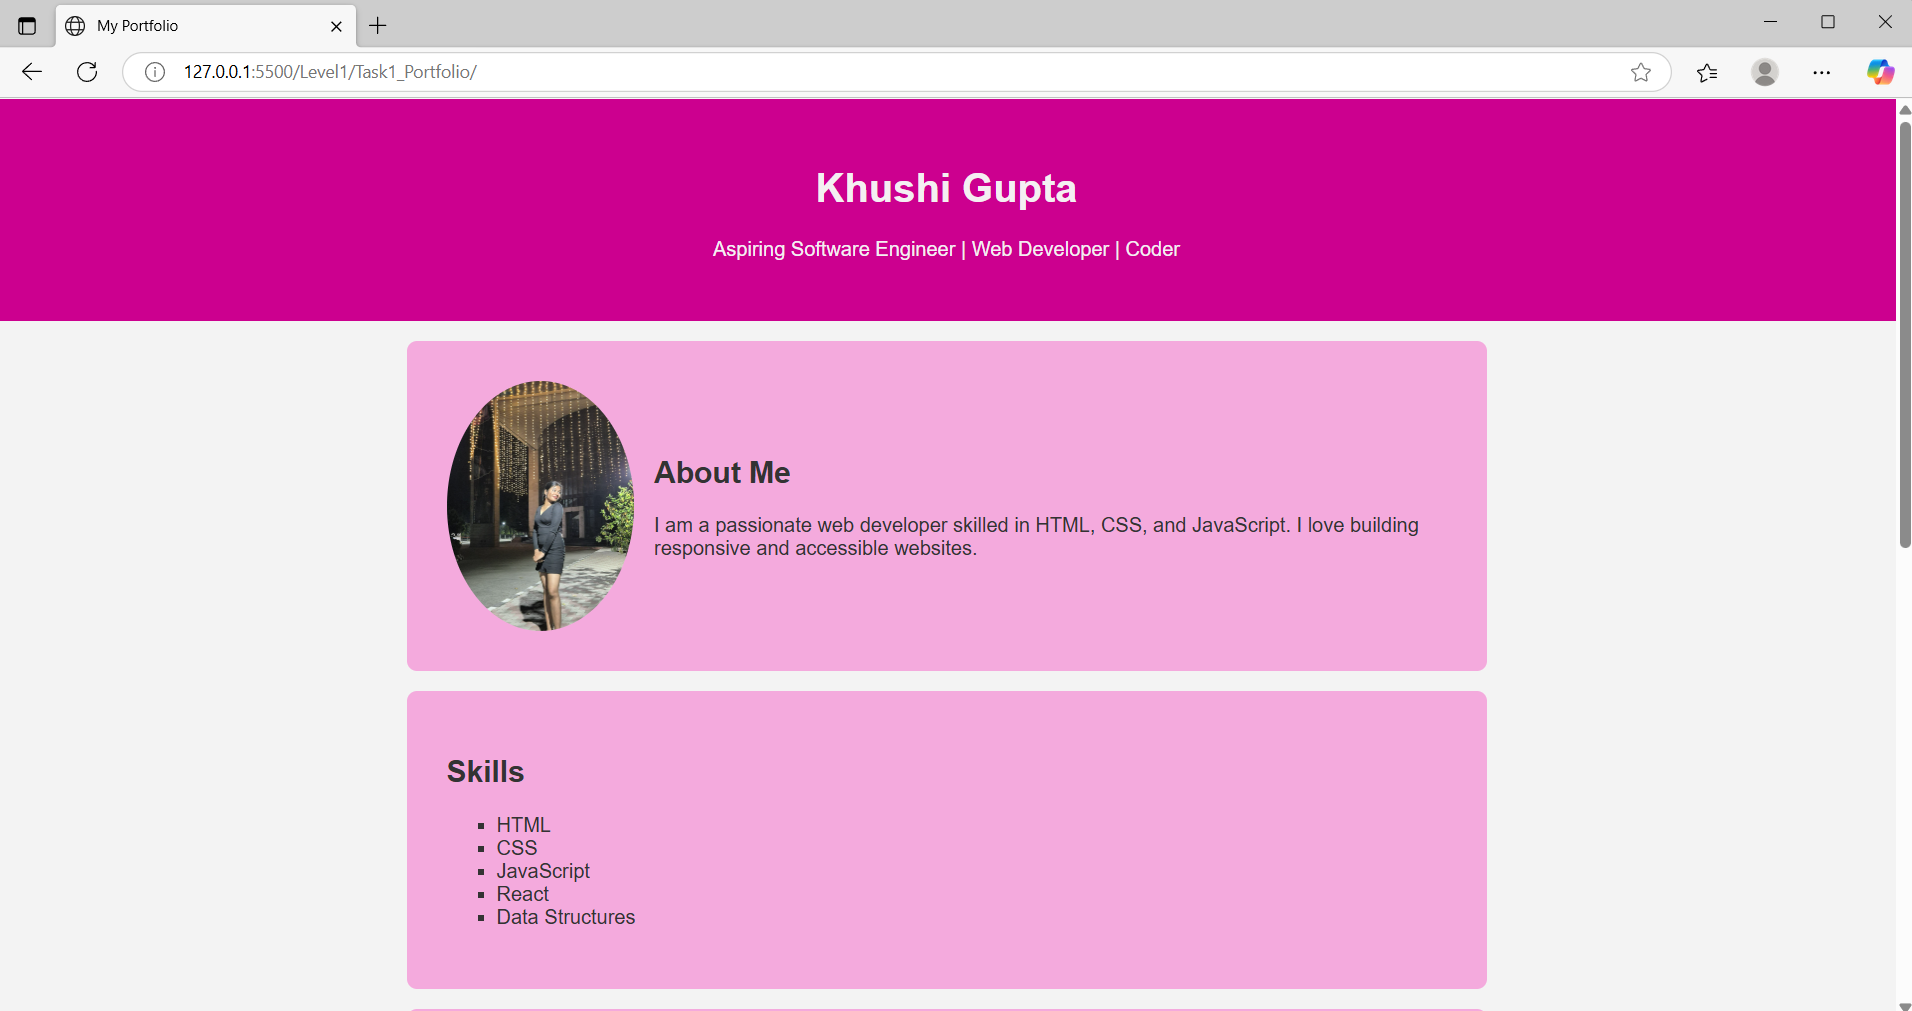 My Portfolio
127.0.0.1:5500/Level1/Task1_Portfolio/
Khushi Gupta
Aspiring Software Engineer | Web Developer | Coder
About Me
I am a passionate web developer skilled in HTML, CSS, and JavaScript. I love building
responsive and accessible websites.
Skills
HTML
CSS
JavaScript
React
Data Structures